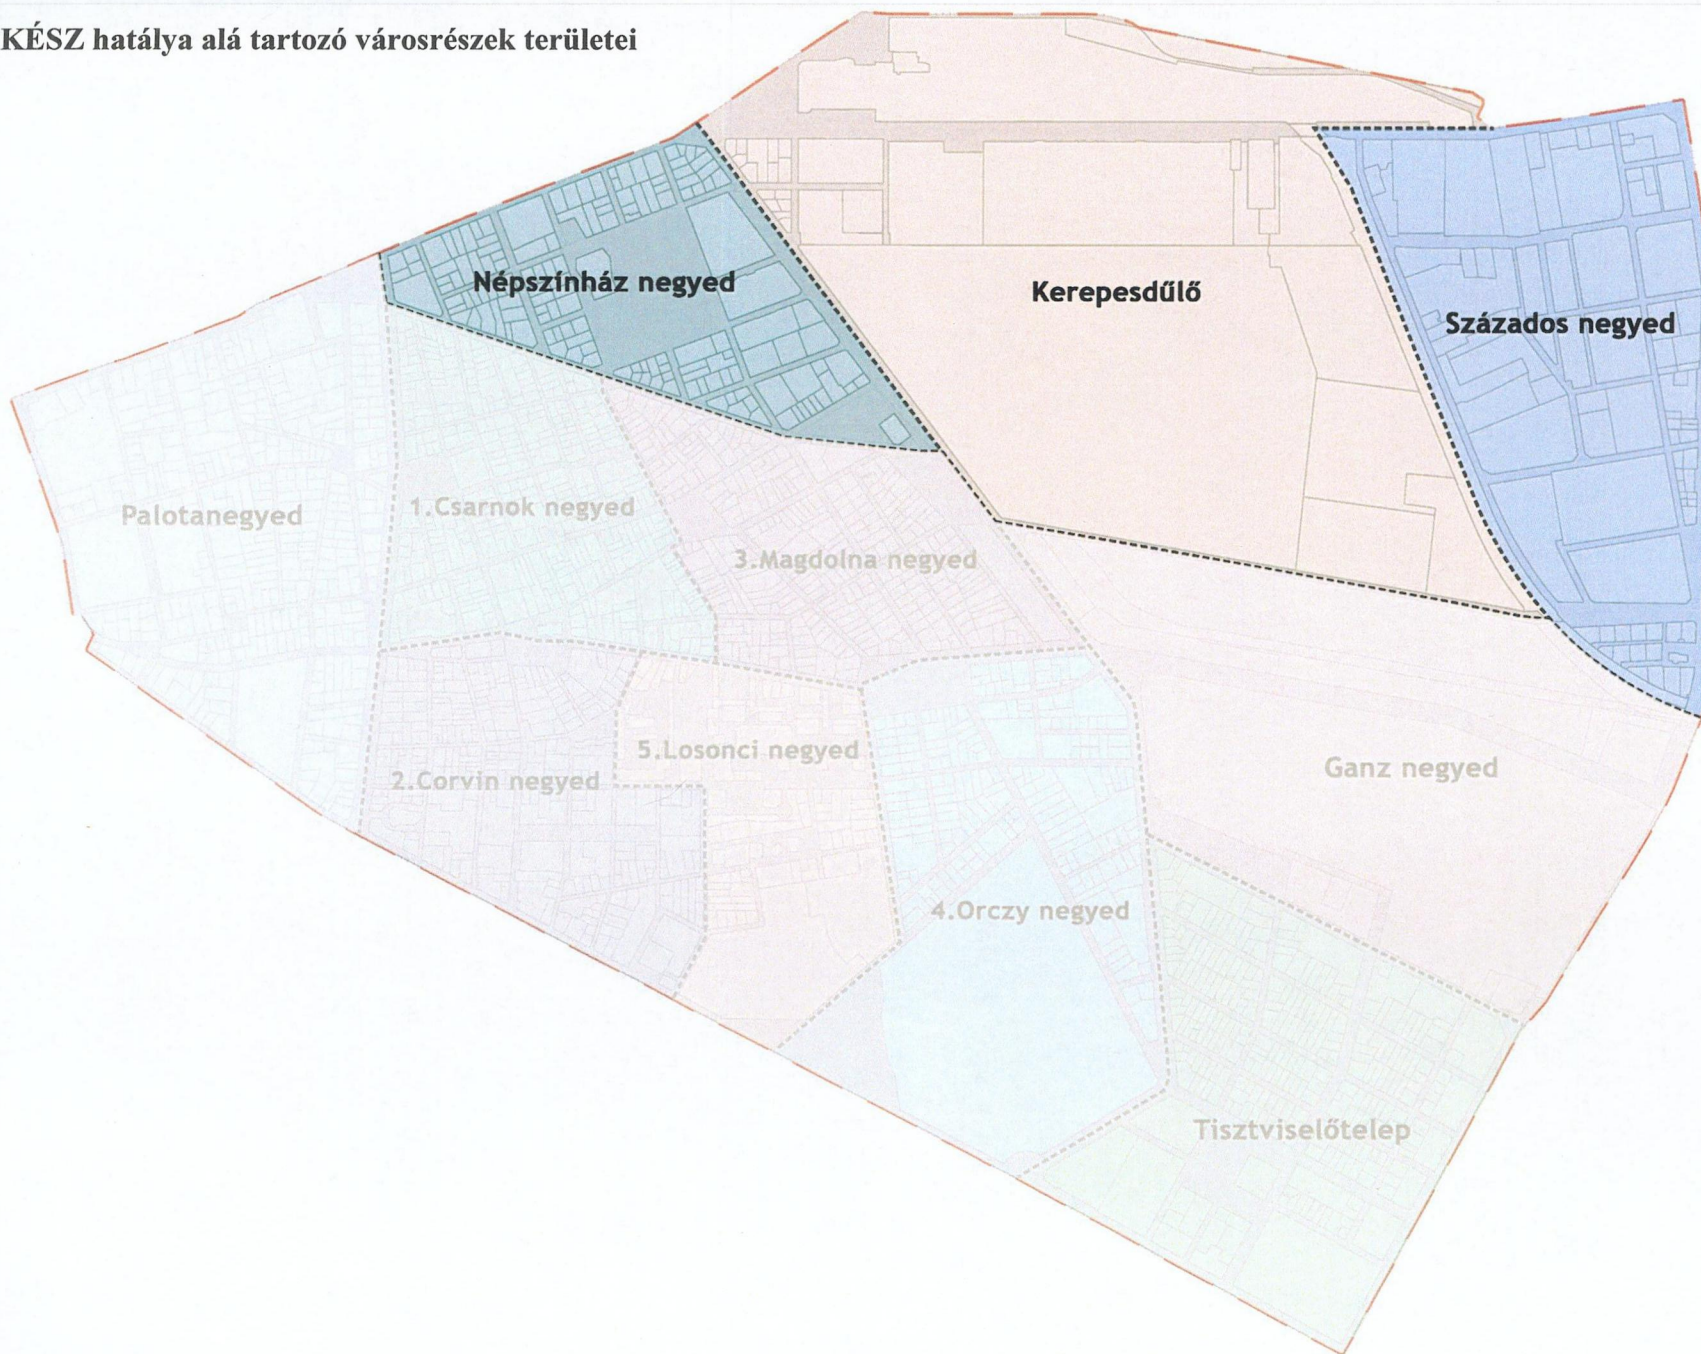 KÉSZ hatálya alá tartozó városrészek területei
Népszínház negyed
Kerepesdűlő
Százados negyed
Palotanegyed
1.Csarnok negyed
3.Magdolna negyed
5.Losonci negyed
2.Corvin negyed
Ganz negyed
4.Orczy negyed
Tisztviselőtelep